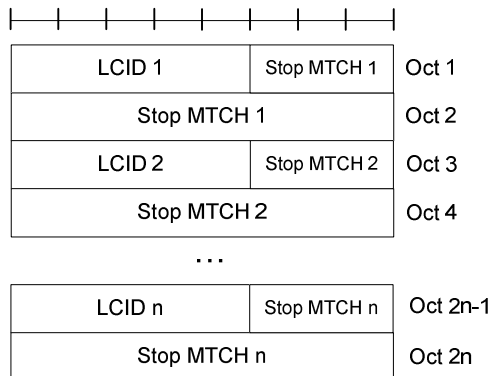 LCID 1 Stop MTCH 1 Oct 1
Stop MTCH 1 Oct 2
LCID 2 Stop MTCH 2 Oct 3
Stop MTCH 2 Oct 4
...
LCID n Stop MTCH n Oct 2n-1
Stop MTCH n Oct 2n